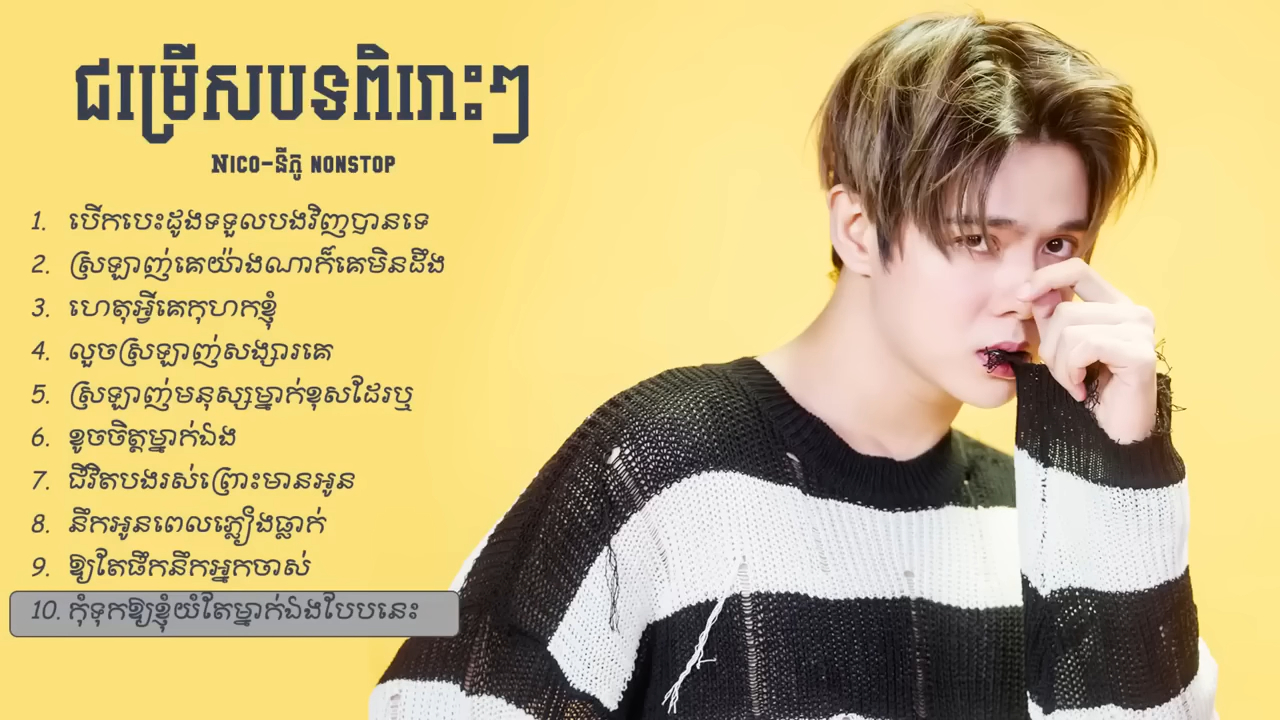 ជម្រើសបទពិរោះៗ
Nico-នីភូ nonstop
1. បើកបេះដូងទទួលបងវិញបានទេ
2. ស្រឡាញ់គេយ៉ាងណាក៏គេមិនដឹង
3. ហេតុអ្វីគេកុហកខ្ញុំ
4. លួចស្រឡាញ់សង្សារគេ
5. ស្រឡាញ់មនុស្សម្នាក់ខុសដែរឬ
6. ខូចចិត្តម្នាក់ឯង
7. ជីវិតបងរស់ព្រោះមានអូន
8. នឹកអូនពេលភ្លៀងធ្លាក់
9. ឱ្យតែផឹកនឹកអ្នកចាស់
10. កុំទុកឱ្យខ្ញុំយំតែម្នាក់ឯងបែបនេះ